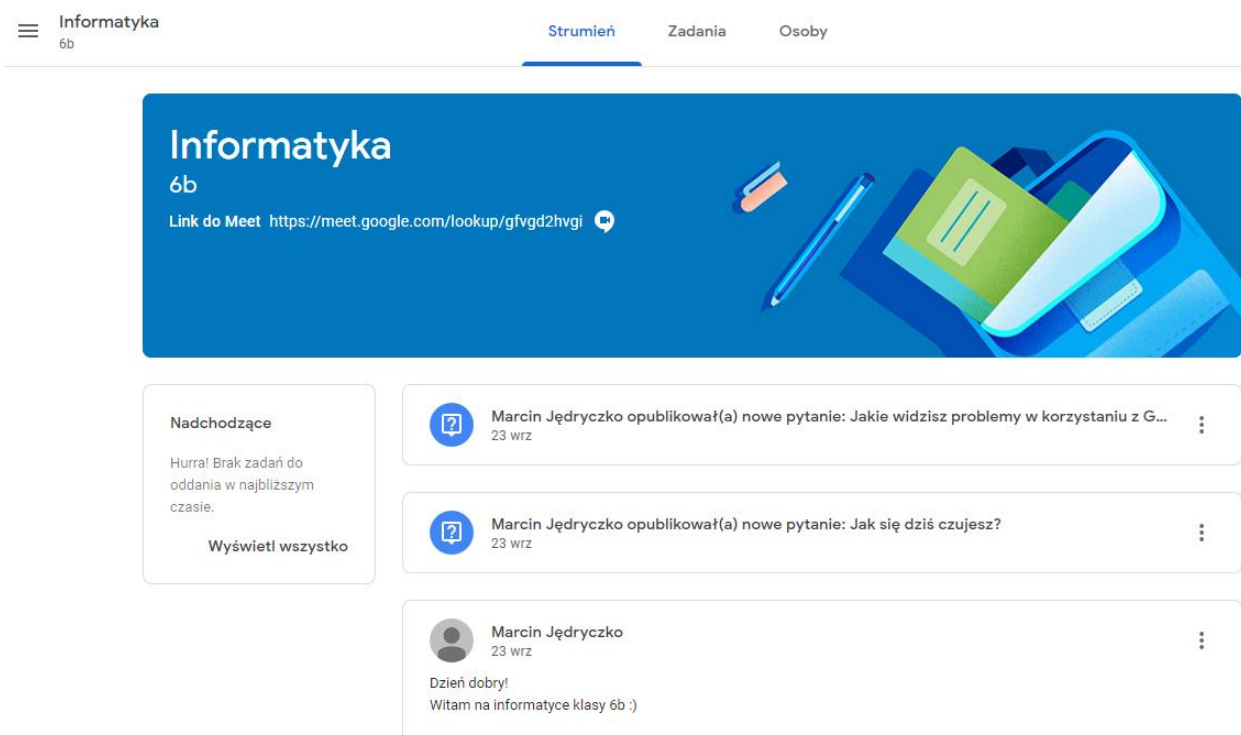 Informatyka
6b
Strumień Zadania Osoby
Informatyka
6b
Link do Meet https://meet.google.com/lookup/gfvgd2hvgi
Nadchodzące
Hurra! Brak zadań do
oddania w najbliższym
czasie.
Wyświetl wszystko
Marcin Jędryczko opublikował(a) nowe pytanie: Jakie widzisz problemy w korzystaniu z G...
23 wrz
Marcin Jędryczko opublikował(a) nowe pytanie: Jak się dziś czujesz?
23 wrz
Marcin Jędryczko
23 wrz
Dzień dobry!
Witam na informatyce klasy 6b :)